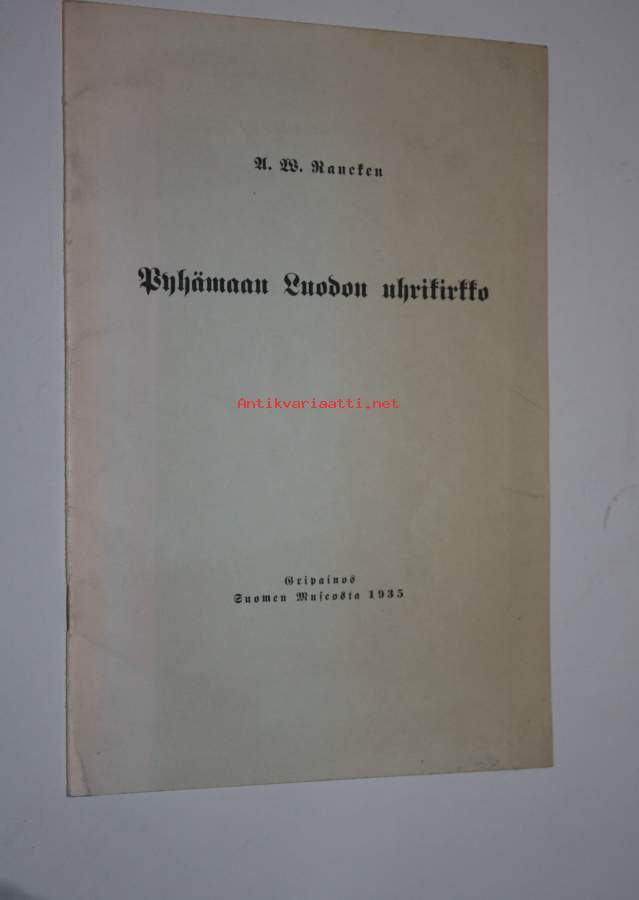 A. W. Rancken
Pyhämaan Luodon uhrikirkko
Antikvariaatti.net
Eripainos
Suomen Museosta 1935